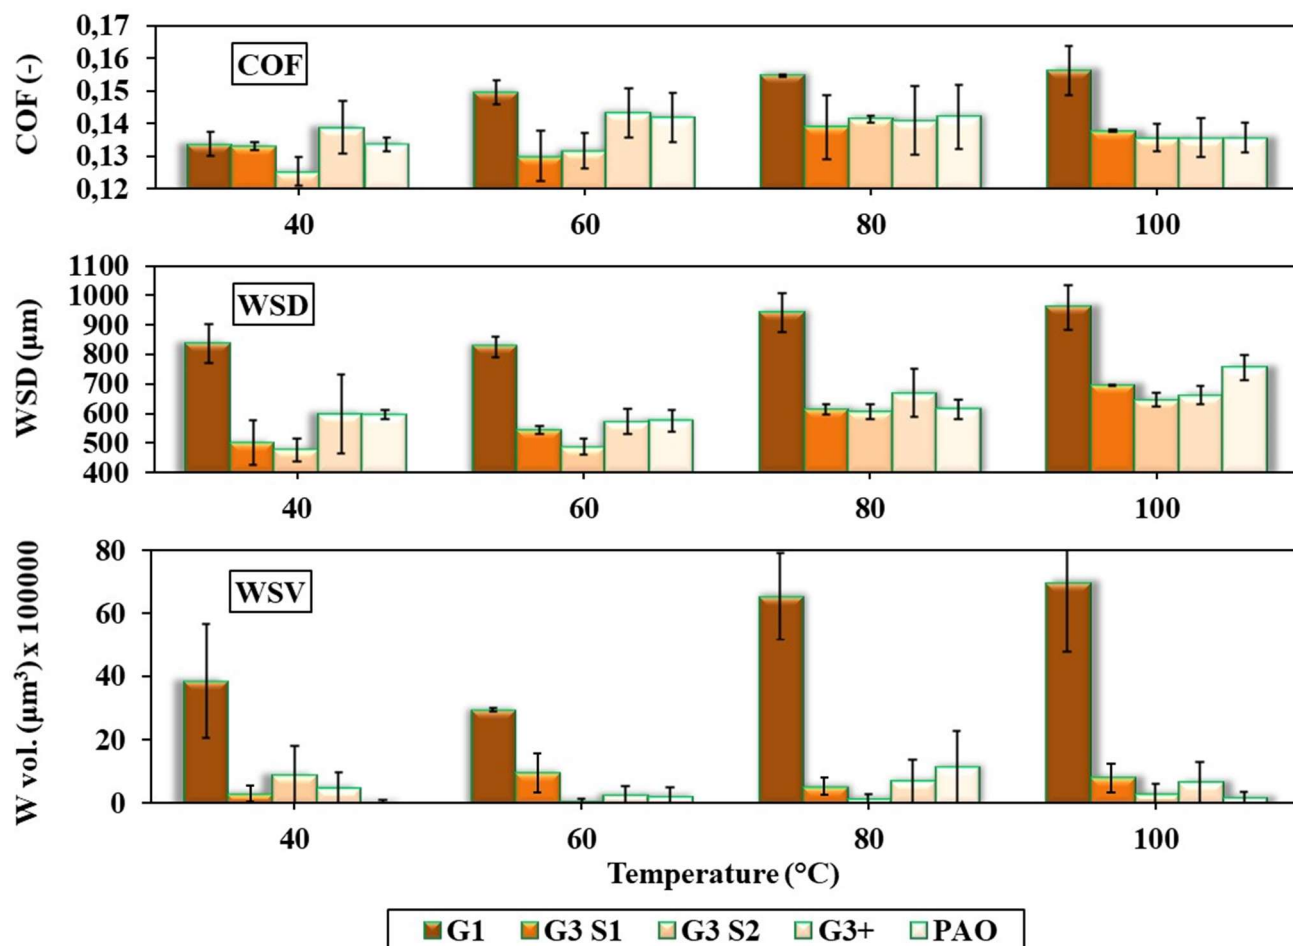 COF (-)
0,17
0,16
0,15
0,14
0,13
0,12
COF
40 60 80 100
WSD (µm)
1100
1000
900
800
700
600
500
400
WSD
40 60 80 100
W vol. (µm³) x 100000
80
60
40
20
0
WSV
40 60 80 100
Temperature (°C)
G1 G3 S1 G3 S2 G3+ PAO